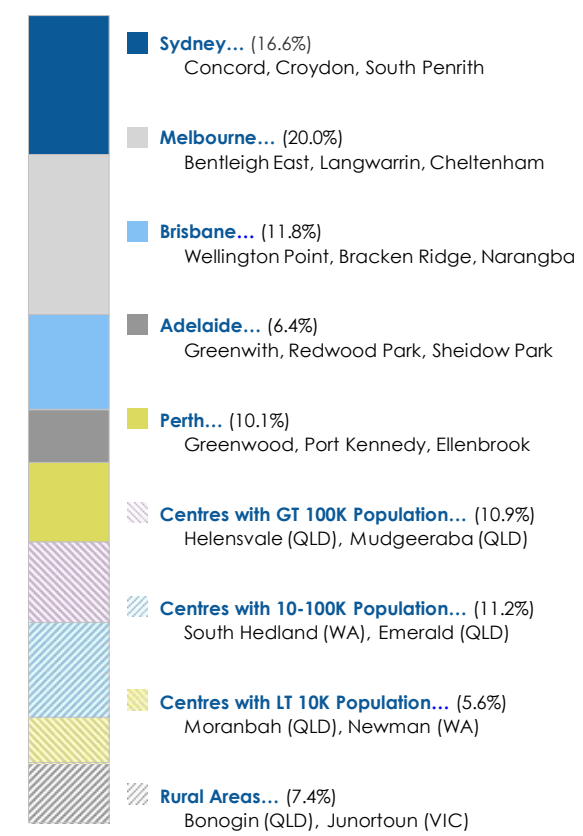 Sydney… (16.6%)
Concord, Croydon, South Penrith
Melbourne… (20.0%)
Bentleigh East, Langwarrin, Cheltenham
Brisbane… (11.8%)
Wellington Point, Bracken Ridge, Narangba
Adelaide… (6.4%)
Greenwith, Redwood Park, Sheidow Park
Perth… (10.1%)
Greenwood, Port Kennedy, Ellenbrook
Centres with GT 100K Population… (10.9%)
Helensvale (QLD), Mudgeeraba (QLD)
Centres with 10-100K Population… (11.2%)
South Hedland (WA), Emerald (QLD)
Centres with LT 10K Population… (5.6%)
Moranbah (QLD), Newman (WA)
Rural Areas… (7.4%)
Bonogin (QLD), Junortoun (VIC)